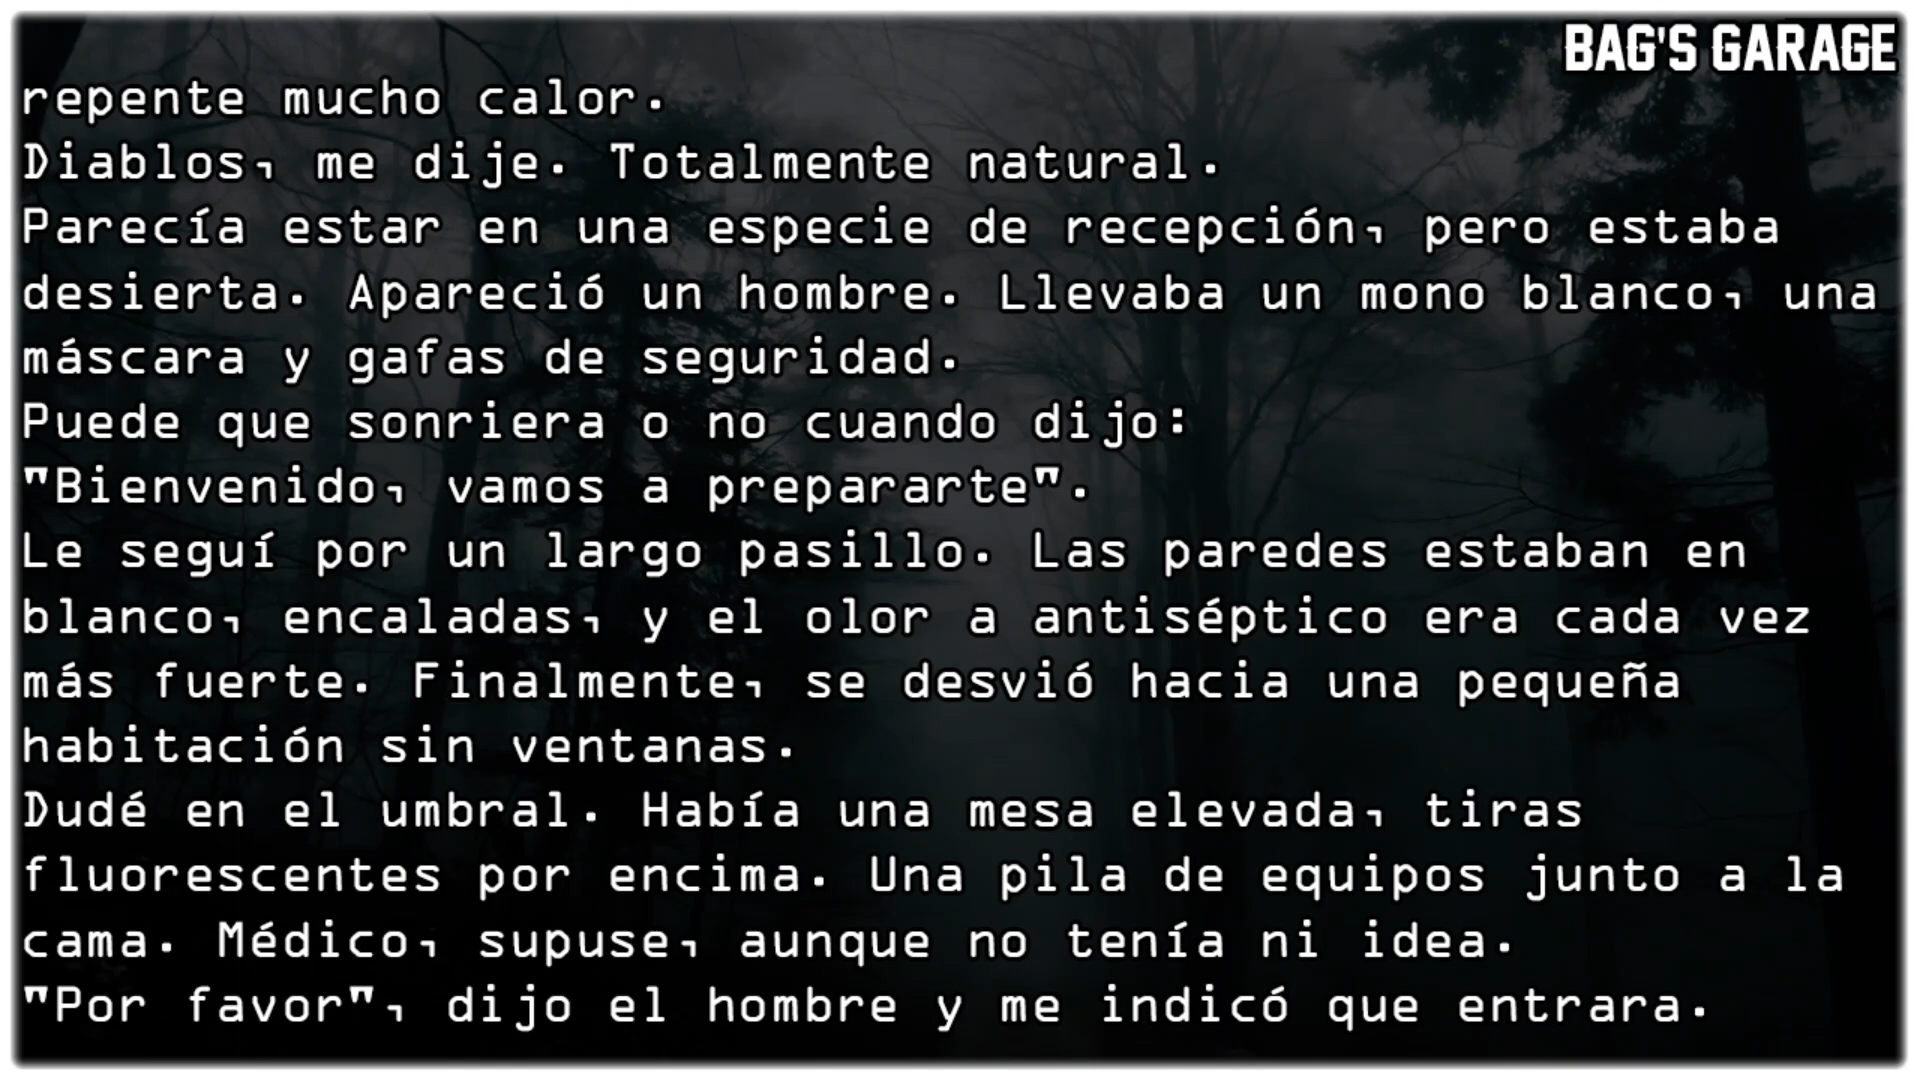 BAG'S GARAGE
repente mucho calor.
Diablos, me dije. Totalmente natural.
Parecía estar en una especie de recepción, pero estaba
desierta. Apareció un hombre. Llevaba un mono blanco, una
máscara y gafas de seguridad.
Puede que sonriera o no cuando dijo:
"Bienvenido, vamos a prepararte".
Le seguí por un largo pasillo. Las paredes estaban en
blanco, encaladas, y el olor a antiséptico era cada vez
más fuerte. Finalmente, se desvió hacia una pequeña
habitación sin ventanas.
Dudé en el umbral. Había una mesa elevada, tiras
fluorescentes por encima. Una pila de equipos junto a la
cama. Médico, supuse, aunque no tenía ni idea.
"Por favor", dijo el hombre y me indicó que entrara.